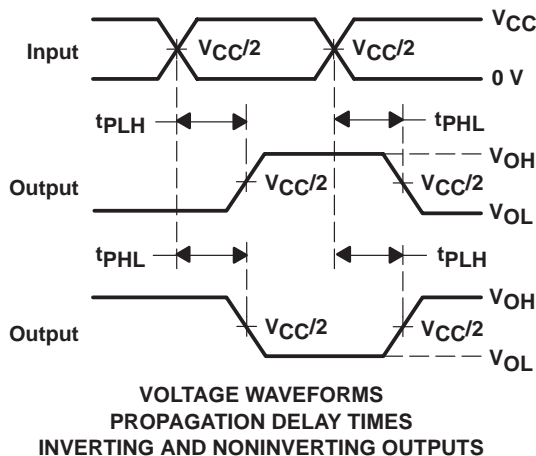 VCC
Input
VCC/2
VCC/2
0 V
tPLH
tPHL
VOH
Output
VCC/2
VCC/2
VOL
tPHL
tPLH
VOH
Output
VCC/2
VCC/2
VOL
VOLTAGE WAVEFORMS
PROPAGATION DELAY TIMES
INVERTING AND NONINVERTING OUTPUTS